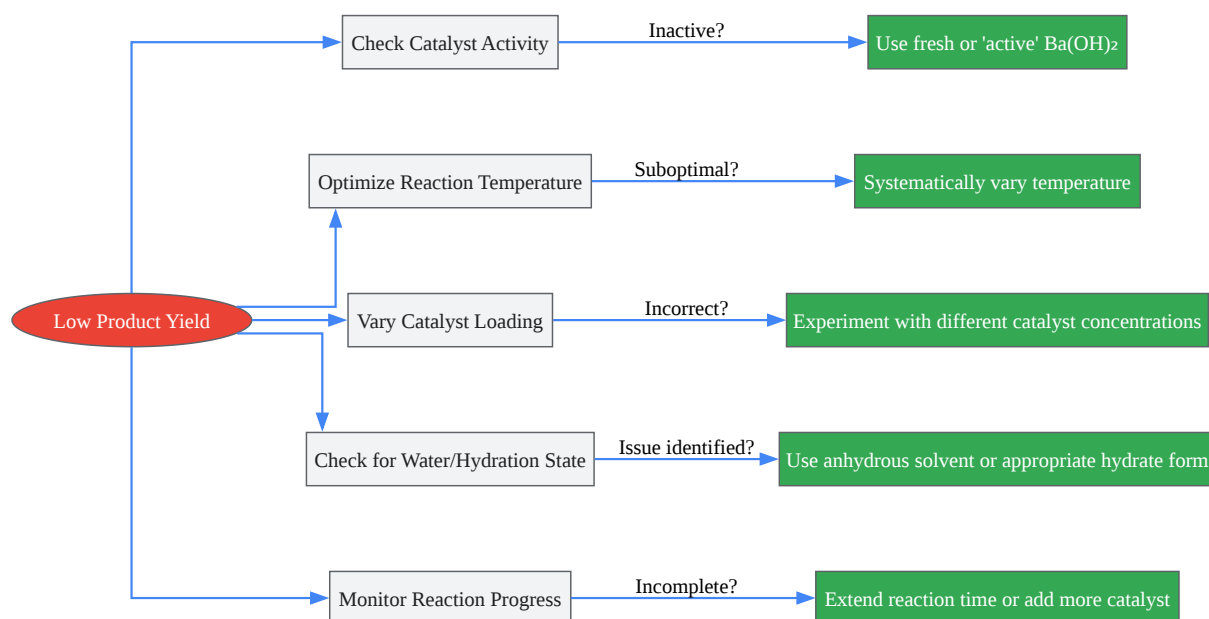 Check Catalyst Activity
Inactive?
Use fresh or 'active' Ba(OH)₂
Optimize Reaction Temperature
Suboptimal?
Systematically vary temperature
Low Product Yield
Vary Catalyst Loading
Incorrect?
Experiment with different catalyst concentrations
Check for Water/Hydration State
Issue identified?
Use anhydrous solvent or appropriate hydrate form
Monitor Reaction Progress
Incomplete?
Extend reaction time or add more catalyst